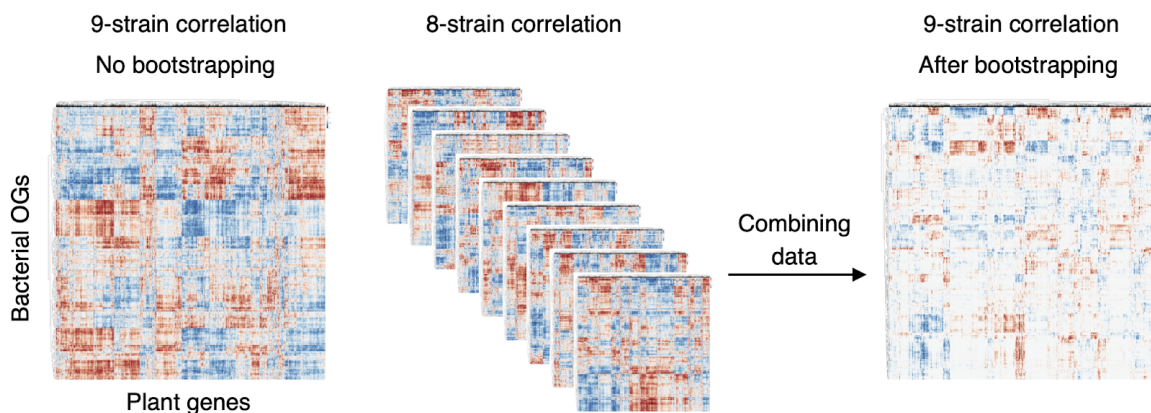 9-strain correlation
No bootstrapping
Bacterial OGs
Plant genes
8-strain correlation
Combining
data
9-strain correlation
After bootstrapping